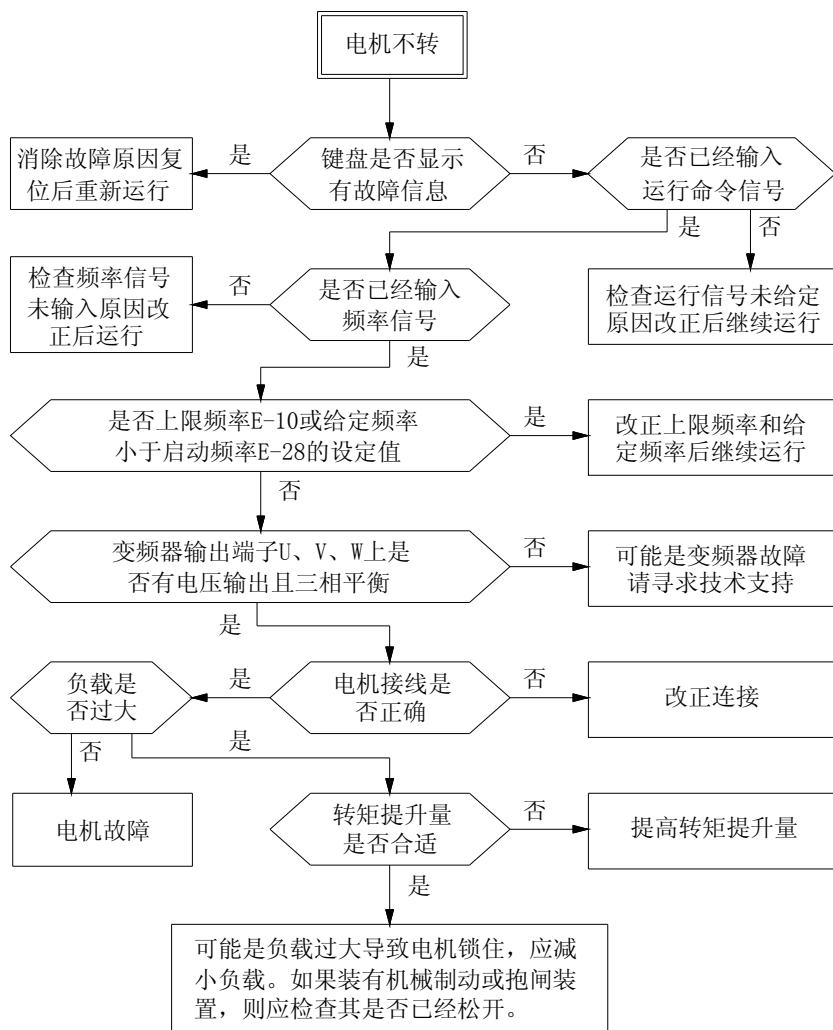 电机不转
消除故障原因复
位后重新运行
是
键盘是否显示
有故障信息
否
是否已经输入
运行命令信号
是
否
检查频率信号
未输入原因改
正后运行
否
是否已经输入
频率信号
检查运行信号未给定
原因改正后继续运行
是
是否上限频率E-10或给定频率
小于启动频率E-28的设定值
是
改正上限频率和给
定频率后继续运行
否
变频器输出端子U、V、W上是
否有电压输出且三相平衡
否
可能是变频器故障
请寻求技术支持
是
负载是
否过大
是
电机接线是
否正确
否
改正连接
否
是
电机故障
转矩提升量
是否合适
否
提高转矩提升量
是
可能是负载过大导致电机锁住，应减
小负载。如果装有机械制动或抱闸装
置，则应检查其是否已经松开。